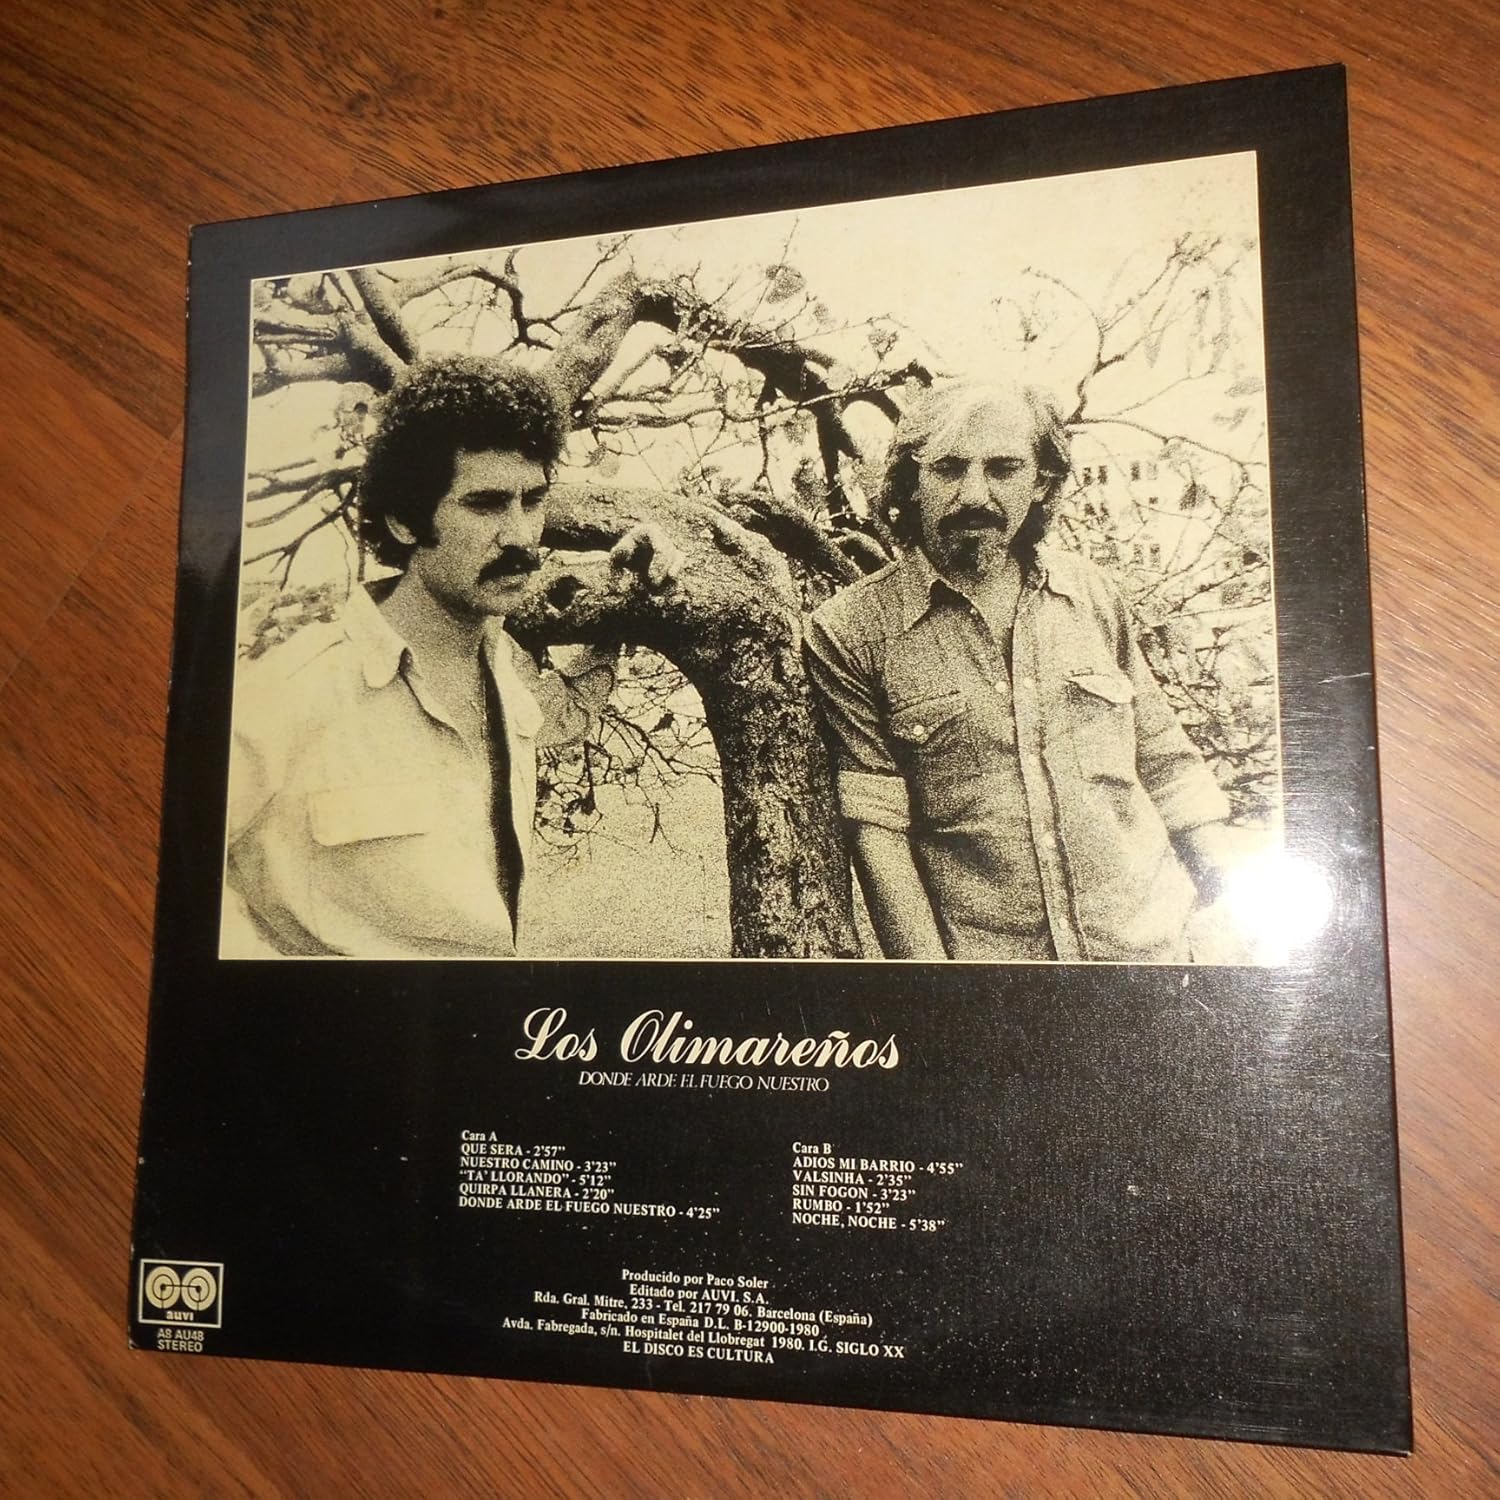 Los Olimareños
DONDE ARDE EL FUEGO NUESTRO
Cara A
QUE SERA - 2'57"
NUESTRO CAMINO - 3'23"
"TA' LLORANDO" - 5'12"
QUIRPA LLANERA - 2'20"
DONDE ARDE EL FUEGO NUESTRO - 4'25"
Cara B
ADIOS MI BARRIO - 4'55"
VALSINHA - 2'35"
SIN FOGON - 3'23"
RUMBO - 1'52"
NOCHE, NOCHE - 5'38"
Producido por Paco Soler
Editado por AUVI. S.A.
Rda. Gral. Mitre, 233 - Tel. 217 79 06. Barcelona (España)
Fabricado en España D.L. B-12900-1980
Avda. Fabregada, s/n. Hospitalet del Llobregat 1980. I.G. SIGLO XX
EL DISCO ES CULTURA
auvi
A8 AU48
STEREO